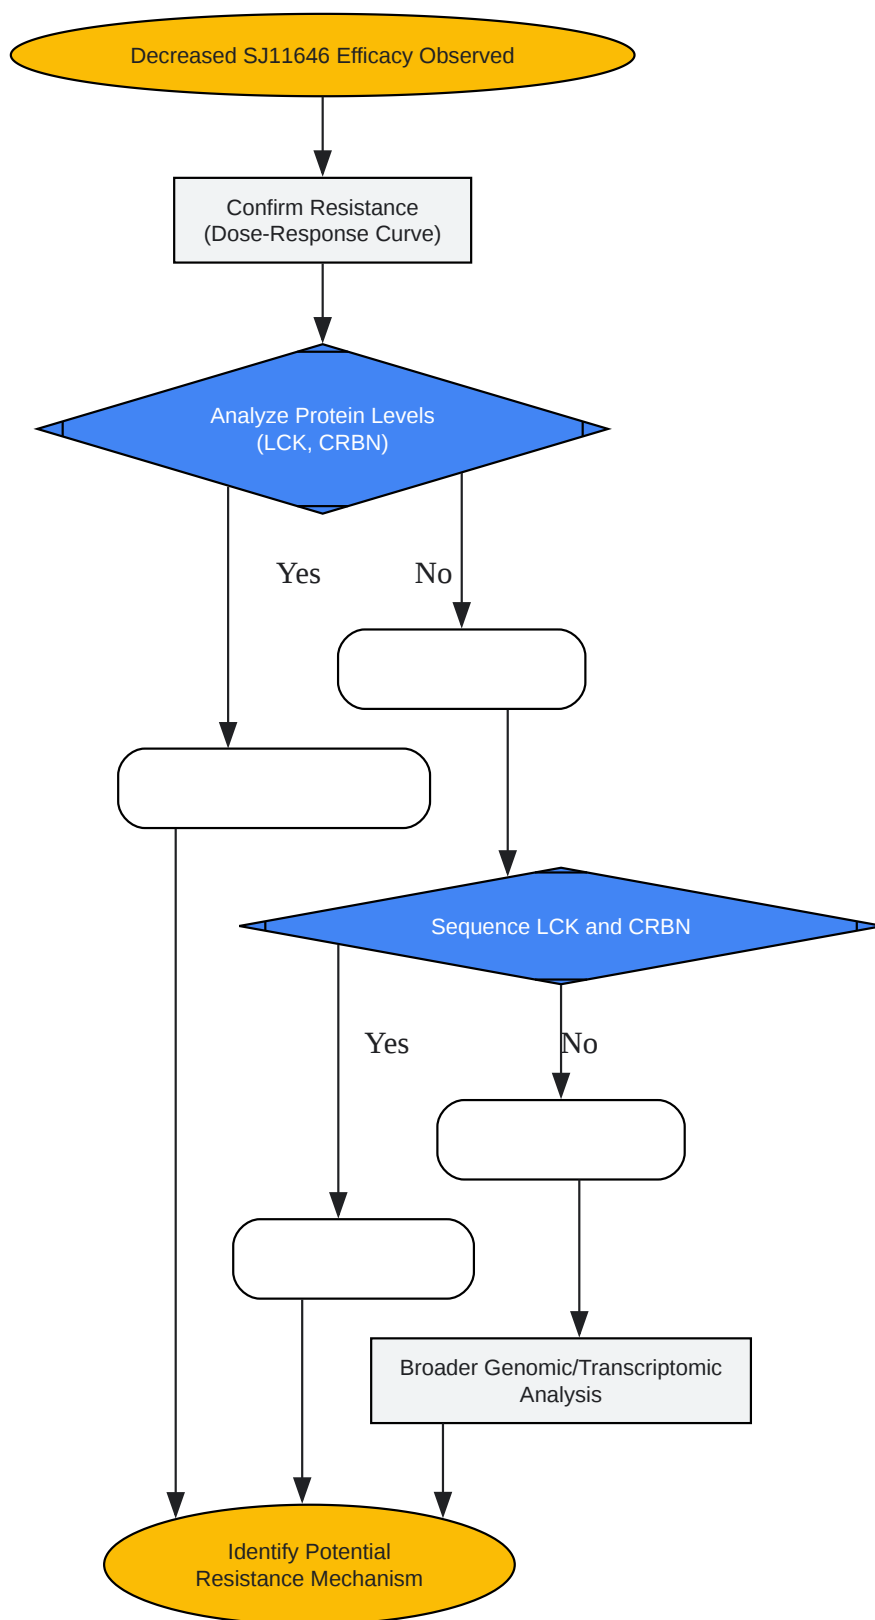 Decreased SJ11646 Efficacy Observed
Confirm Resistance
(Dose-Response Curve)
Analyze Protein Levels
(LCK, CRBN)
Yes
No
Sequence LCK and CRBN
Yes
No
Broader Genomic/Transcriptomic
Analysis
Identify Potential
Resistance Mechanism